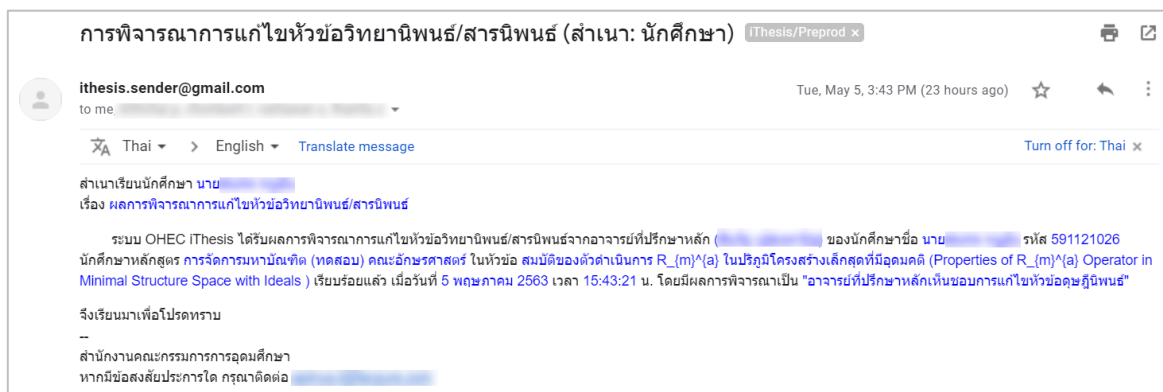 การพิจารณาการแก้ไขหัวข้อวิทยานิพนธ์/สารนิพนธ์ (สำเนา: นักศึกษา) iThesis/Preprod x
ithesis.sender@gmail.com
Tue, May 5, 3:43 PM (23 hours ago)
to me
Thai > English Translate message
Turn off for: Thai x
สำเนาเรียนนักศึกษา นาย
เรื่อง ผลการพิจารณาการแก้ไขหัวข้อวิทยานิพนธ์/สารนิพนธ์
ระบบ OHEC iThesis ได้รับผลการพิจารณาการแก้ไขหัวข้อวิทยานิพนธ์/สารนิพนธ์จากอาจารย์ที่ปรึกษาหลัก ( ) ของนักศึกษาชื่อ นาย รหัส 591121026
นักศึกษาหลักสูตร การจัดการมหาบัณฑิต (ทดสอบ) คณะอักษรศาสตร์ ในหัวข้อ สมบัติของตัวดำเนินการ R_{m}^{a} ในปริภูมิโครงสร้างเล็กสุดที่มีอุดมคติ (Properties of R_{m}^{a} Operator in
Minimal Structure Space with Ideals ) เรียบร้อยแล้ว เมื่อวันที่ 5 พฤษภาคม 2563 เวลา 15:43:21 น. โดยมีผลการพิจารณาเป็น "อาจารย์ที่ปรึกษาหลักเห็นชอบการแก้ไขหัวข้อดุษฎีนิพนธ์"
จึงเรียนมาเพื่อโปรดทราบ
--
สำนักงานคณะกรรมการการอุดมศึกษา
หากมีข้อสงสัยประการใด กรุณาติดต่อ